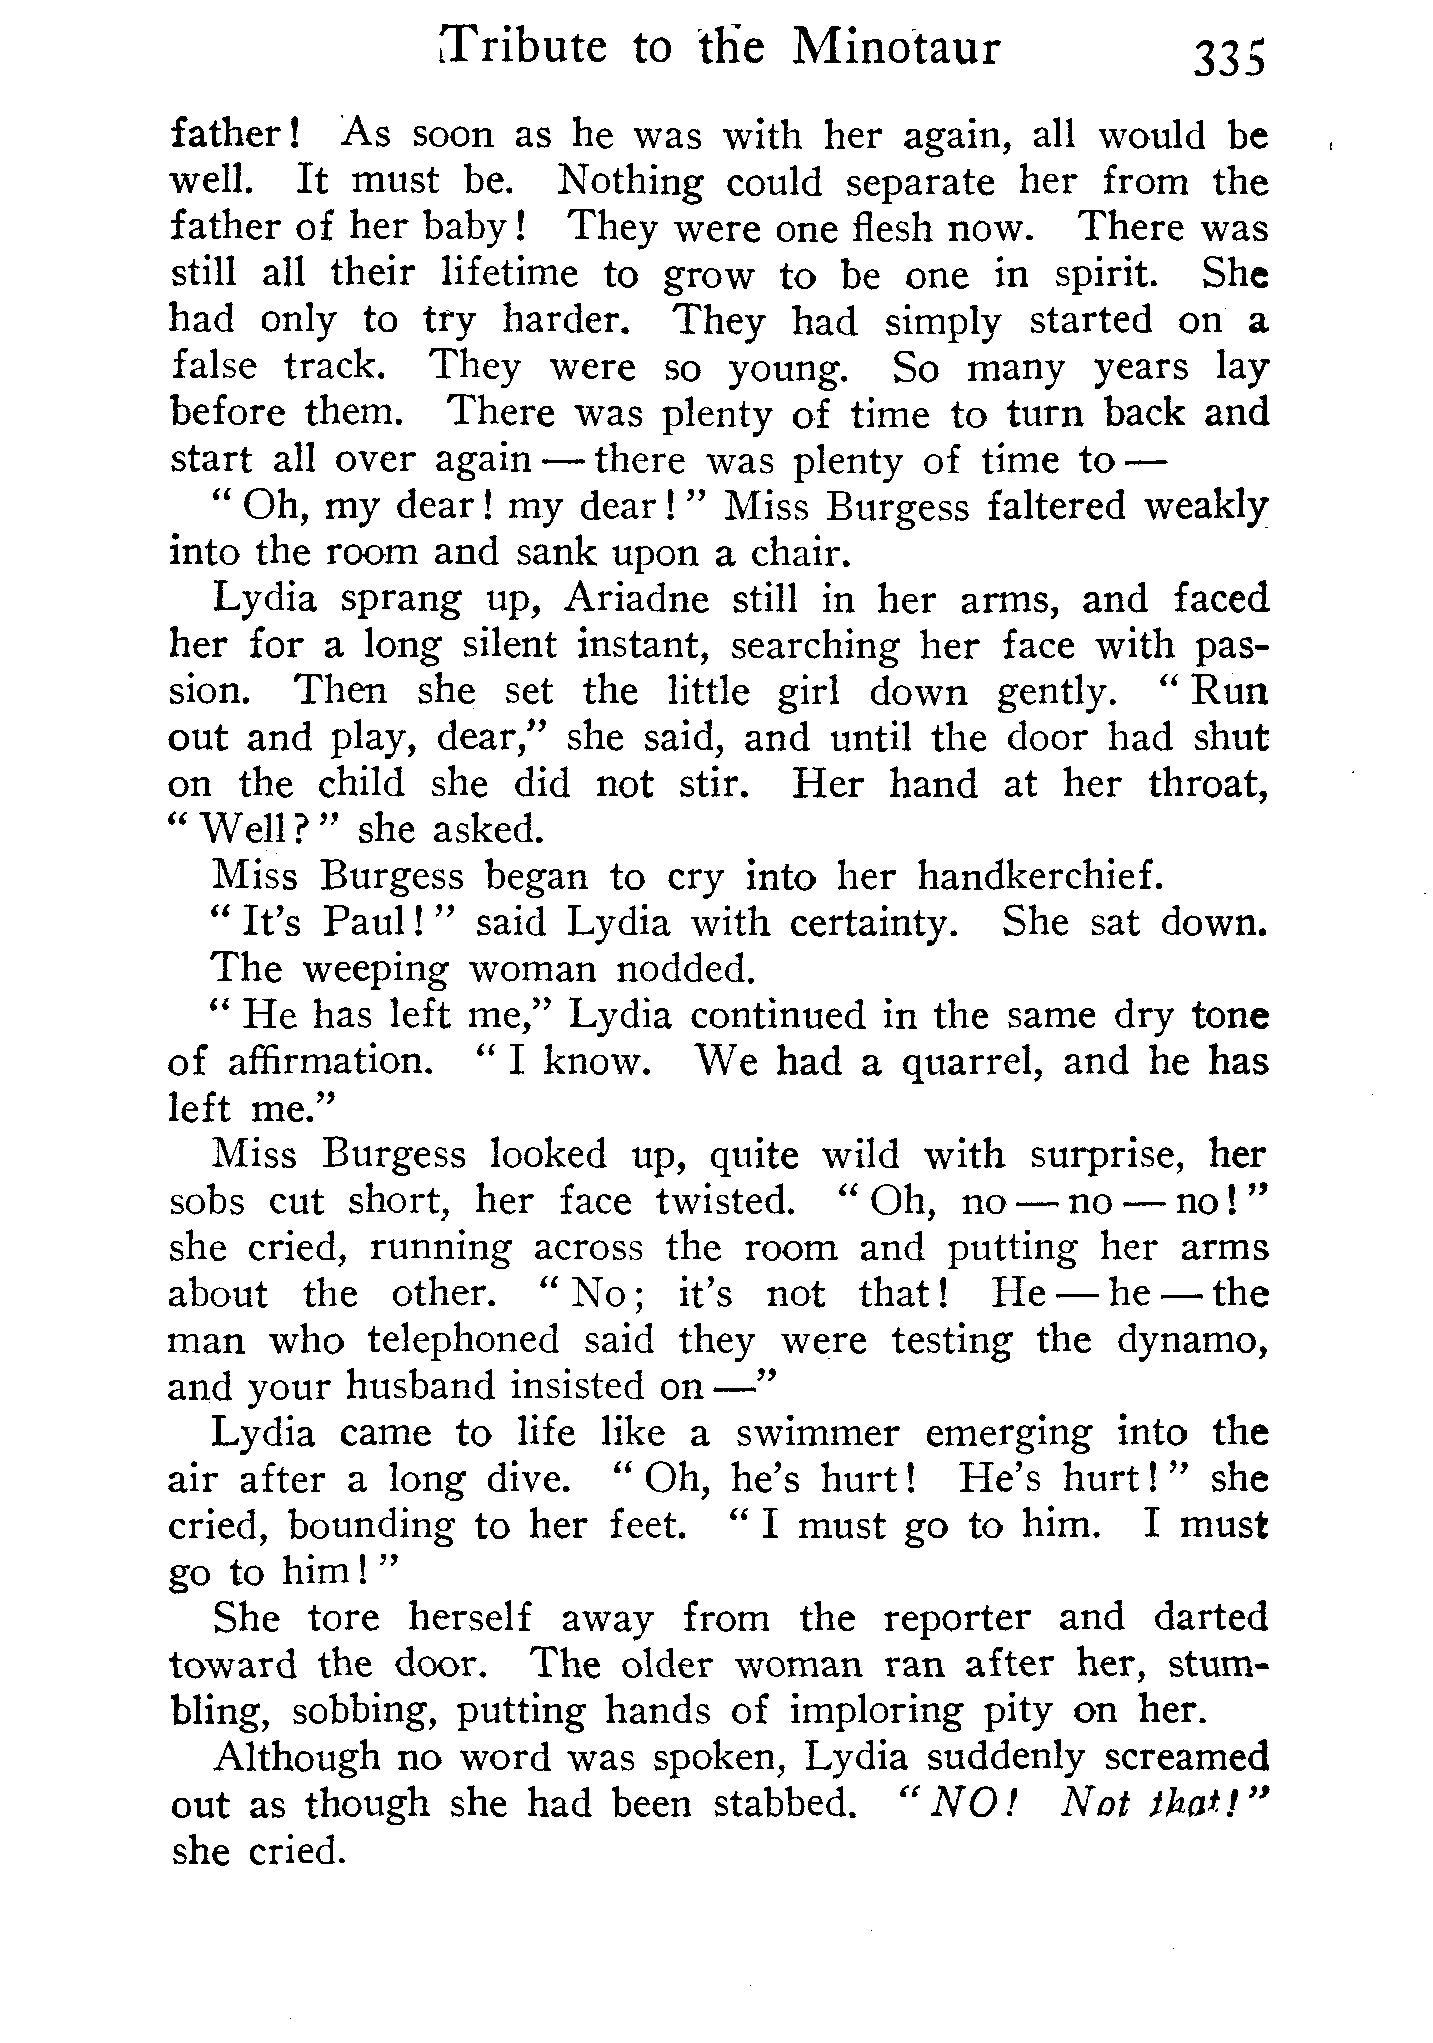 Tribute to the Minotaur 335
father! As soon as he was with her again, all would be
well. It must be. Nothing could separate her from the
father of her baby! They were one flesh now. There was
still all their lifetime to grow to be one in spirit. She
had only to try harder. They had simply started on a
false track. They were so young. So many years lay
before them. There was plenty of time to turn back and
start all over again — there was plenty of time to —
“ Oh, my dear! my dear! ” Miss Burgess faltered weakly
into the room and sank upon a chair.
Lydia sprang up, Ariadne still in her arms, and faced
her for a long silent instant, searching her face with pas-
sion. Then she set the little girl down gently. “ Run
out and play, dear,” she said, and until the door had shut
on the child she did not stir. Her hand at her throat,
“ Well? ” she asked.
Miss Burgess began to cry into her handkerchief.
“ It's Paul! ” said Lydia with certainty. She sat down.
The weeping woman nodded.
“ He has left me,” Lydia continued in the same dry tone
of affirmation. “ I know. We had a quarrel, and he has
left me.”
Miss Burgess looked up, quite wild with surprise, her
sobs cut short, her face twisted. “ Oh, no — no — no! ”
she cried, running across the room and putting her arms
about the other. “ No; it's not that! He — he — the
man who telephoned said they were testing the dynamo,
and your husband insisted on —”
Lydia came to life like a swimmer emerging into the
air after a long dive. “ Oh, he's hurt! He's hurt! ” she
cried, bounding to her feet. “ I must go to him. I must
go to him! ”
She tore herself away from the reporter and darted
toward the door. The older woman ran after her, stum-
bling, sobbing, putting hands of imploring pity on her.
Although no word was spoken, Lydia suddenly screamed
out as though she had been stabbed. “ NO! Not that! ”
she cried.